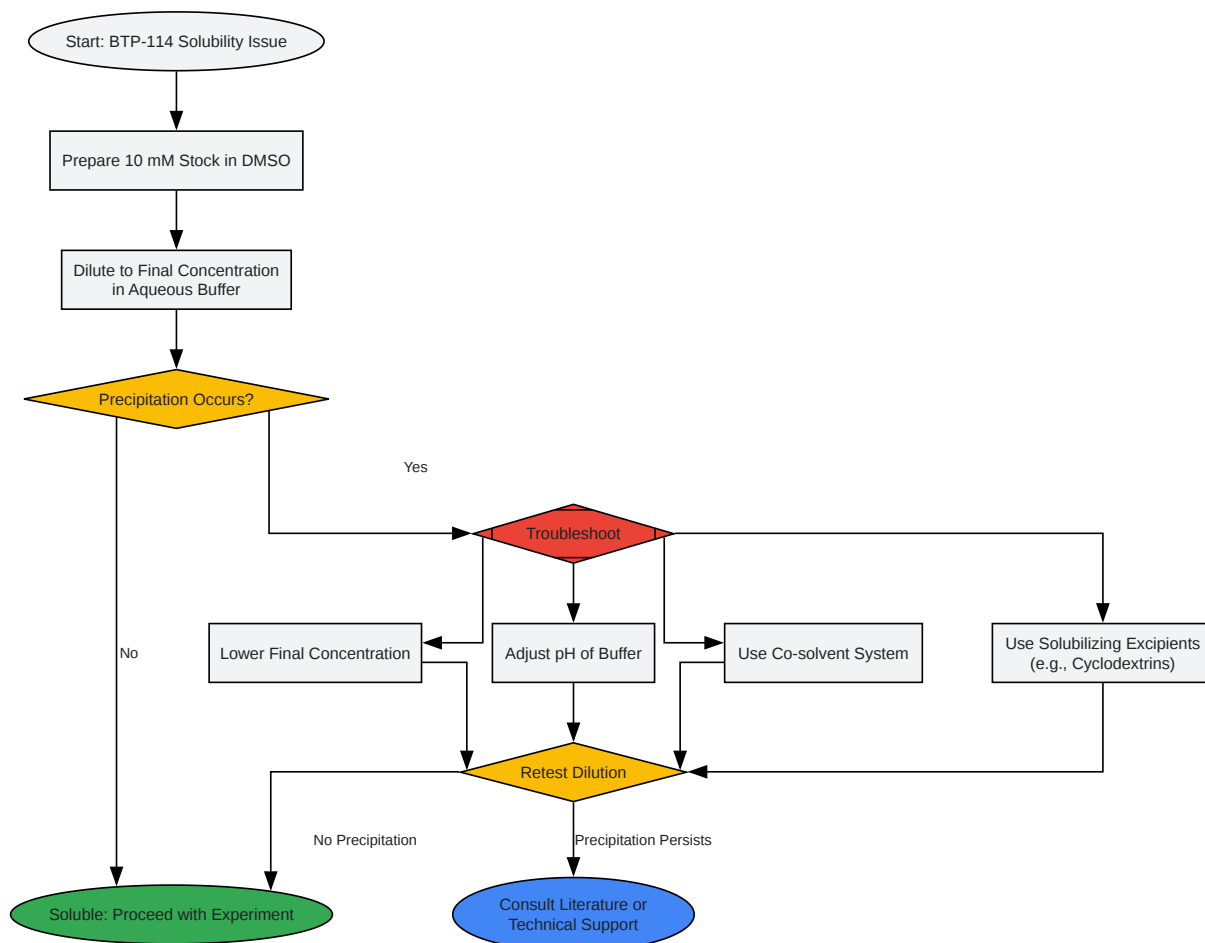 Start: BTP-114 Solubility Issue
Prepare 10 mM Stock in DMSO
Dilute to Final Concentration
in Aqueous Buffer
Precipitation Occurs?
Yes
Troubleshoot
No
Lower Final Concentration
Adjust pH of Buffer
Use Co-solvent System
Use Solubilizing Excipients
(e.g., Cyclodextrins)
Retest Dilution
No Precipitation
Precipitation Persists
Soluble: Proceed with Experiment
Consult Literature or
Technical Support